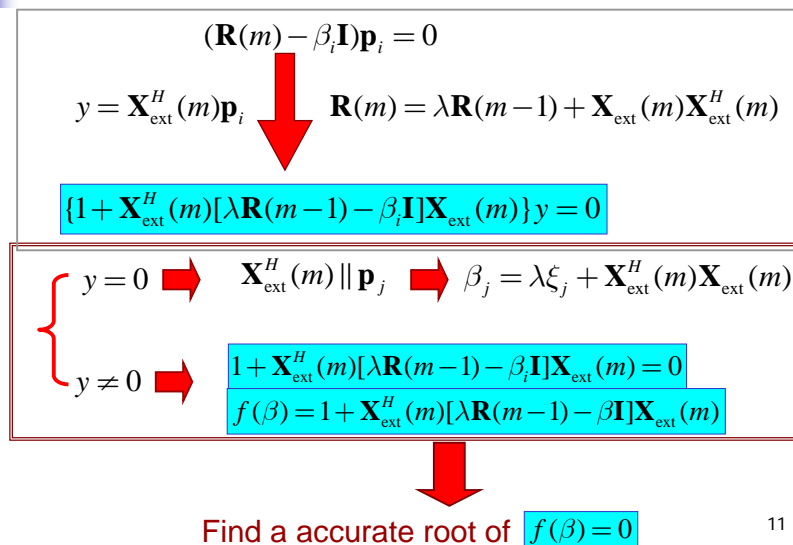 (R(m) − β_i I)p_i = 0
y = X_ext^H(m)p_i    R(m) = λR(m−1) + X_ext(m)X_ext^H(m)
{1 + X_ext^H(m)[λR(m−1) − β_i I]X_ext(m)}y = 0
y = 0    X_ext^H(m) || p_j    β_j = λξ_j + X_ext^H(m)X_ext(m)
y ≠ 0    1 + X_ext^H(m)[λR(m−1) − β_i I]X_ext(m) = 0
f(β) = 1 + X_ext^H(m)[λR(m−1) − βI]X_ext(m)
Find a accurate root of f(β) = 0
11